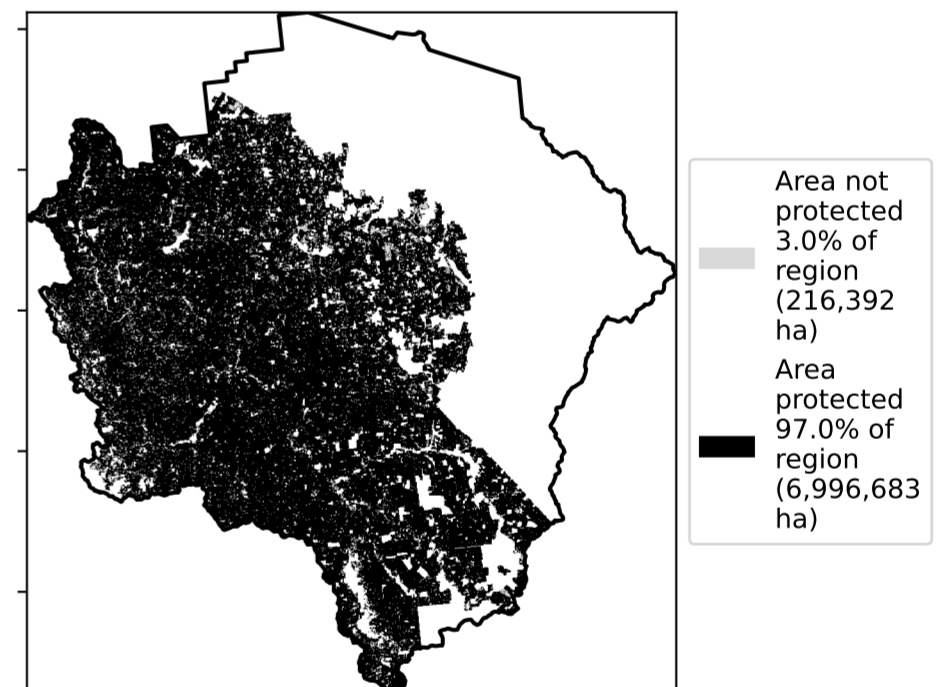 Area not
protected
3.0% of
region
(216,392
ha)
Area
protected
97.0% of
region
(6,996,683
ha)